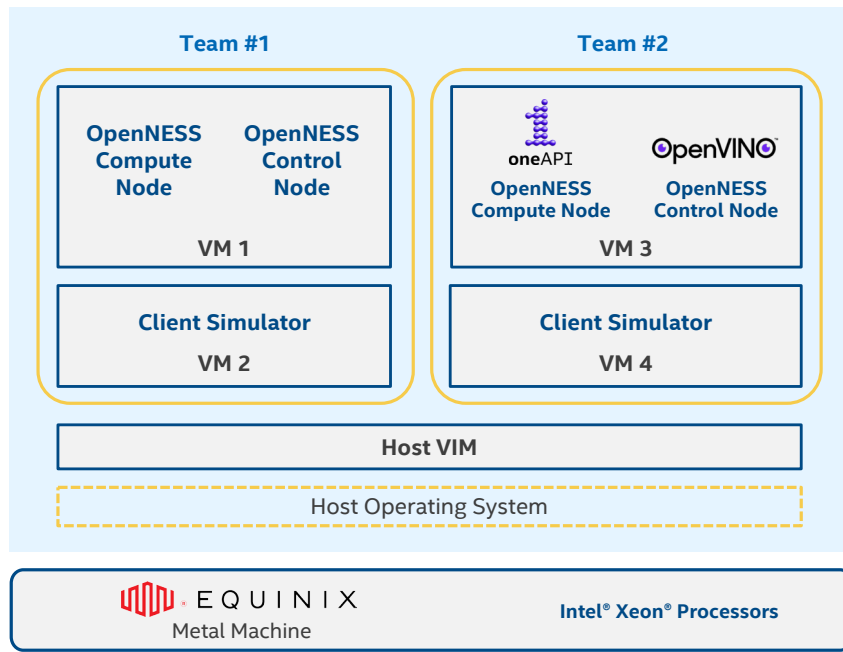 Team #1
OpenNESS
Compute
Node
OpenNESS
Control
Node
VM 1
Client Simulator
VM 2
Team #2
oneAPI
OpenNESS
Compute Node
OpenVINO™
OpenNESS
Control Node
VM 3
Client Simulator
VM 4
Host VIM
Host Operating System
EQUINIX
Metal Machine
Intel® Xeon® Processors